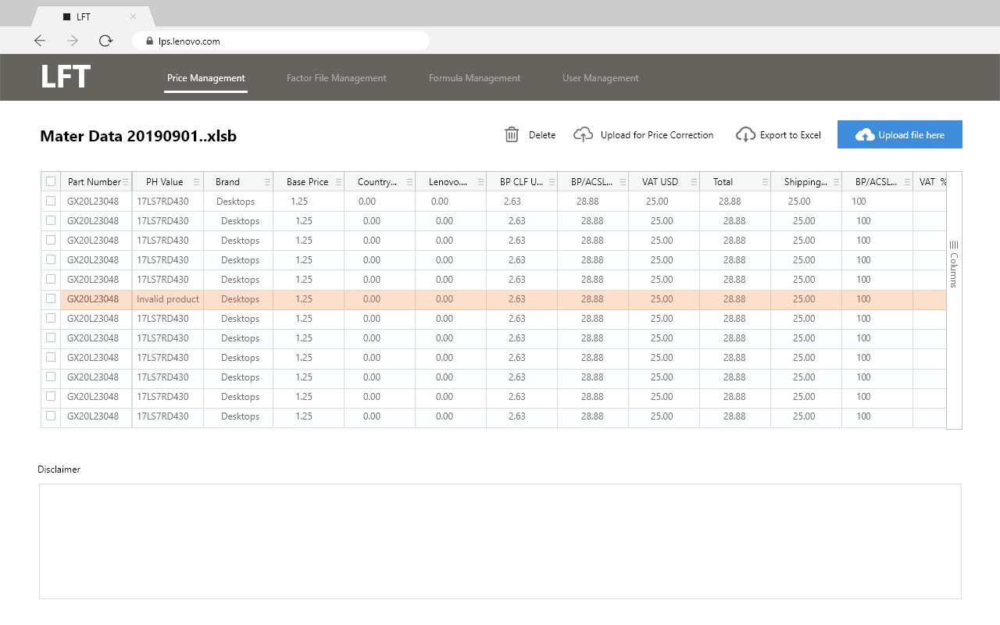 LFT
lps.lenovo.com
LFT Price Management Factor File Management Formula Management User Management
Mater Data 20190901..xlsb Delete Upload for Price Correction Export to Excel Upload file here
Part Number PH Value Brand Base Price Country... Lenovo.... BP CLF U... BP/ACSL... VAT USD Total Shipping... BP/ACSL... VAT %
GX20L23048 17LS7RD430 Desktops 1.25 0.00 0.00 2.63 28.88 25.00 28.88 25.00 100
GX20L23048 17LS7RD430 Desktops 1.25 0.00 0.00 2.63 28.88 25.00 28.88 25.00 100
GX20L23048 17LS7RD430 Desktops 1.25 0.00 0.00 2.63 28.88 25.00 28.88 25.00 100
GX20L23048 17LS7RD430 Desktops 1.25 0.00 0.00 2.63 28.88 25.00 28.88 25.00 100
GX20L23048 17LS7RD430 Desktops 1.25 0.00 0.00 2.63 28.88 25.00 28.88 25.00 100
GX20L23048 Invalid product Desktops 1.25 0.00 0.00 2.63 28.88 25.00 28.88 25.00 100
GX20L23048 17LS7RD430 Desktops 1.25 0.00 0.00 2.63 28.88 25.00 28.88 25.00 100
GX20L23048 17LS7RD430 Desktops 1.25 0.00 0.00 2.63 28.88 25.00 28.88 25.00 100
GX20L23048 17LS7RD430 Desktops 1.25 0.00 0.00 2.63 28.88 25.00 28.88 25.00 100
GX20L23048 17LS7RD430 Desktops 1.25 0.00 0.00 2.63 28.88 25.00 28.88 25.00 100
GX20L23048 17LS7RD430 Desktops 1.25 0.00 0.00 2.63 28.88 25.00 28.88 25.00 100
GX20L23048 17LS7RD430 Desktops 1.25 0.00 0.00 2.63 28.88 25.00 28.88 25.00 100
Columns
Disclaimer